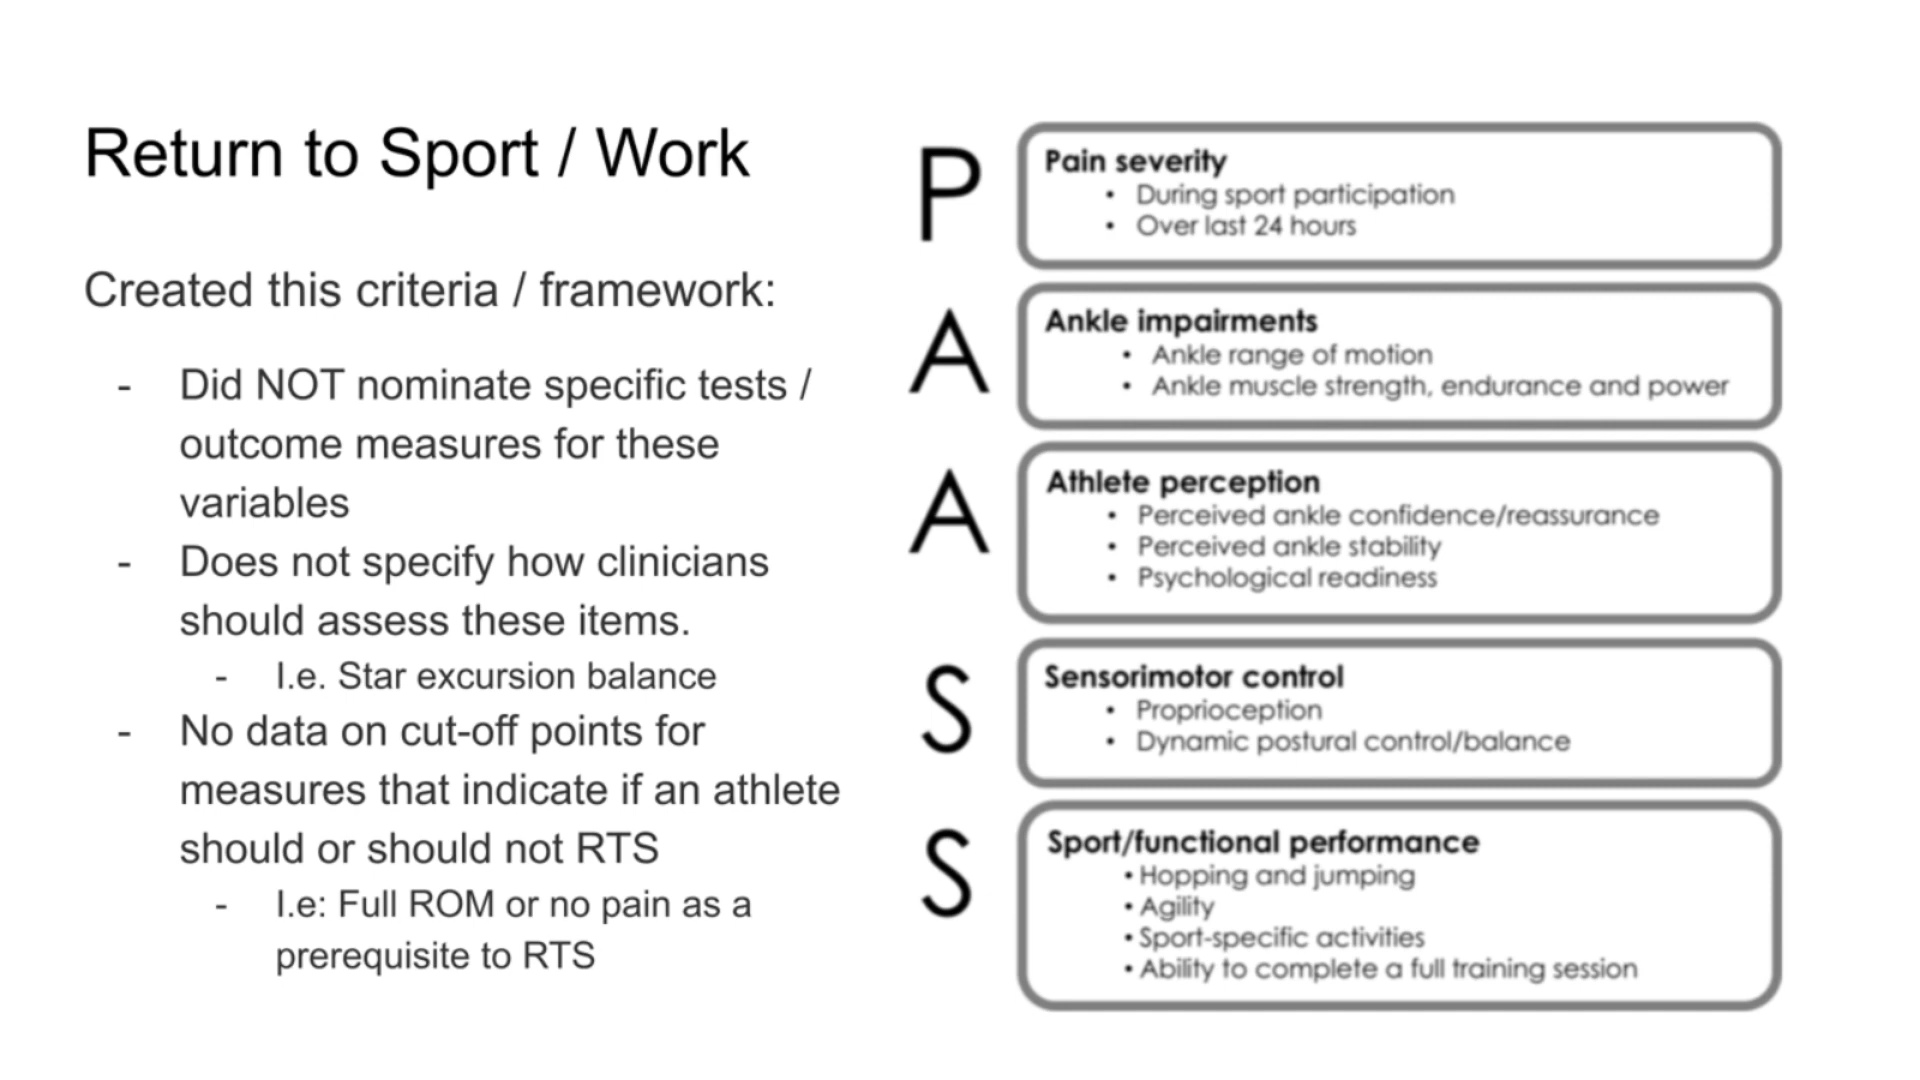 Return to Sport / Work
Created this criteria / framework:
- Did NOT nominate specific tests /
outcome measures for these
variables
- Does not specify how clinicians
should assess these items.
- I.e. Star excursion balance
- No data on cut-off points for
measures that indicate if an athlete
should or should not RTS
- I.e: Full ROM or no pain as a
prerequisite to RTS
P
Pain severity
• During sport participation
• Over last 24 hours
A
Ankle impairments
• Ankle range of motion
• Ankle muscle strength, endurance and power
A
Athlete perception
• Perceived ankle confidence/reassurance
• Perceived ankle stability
• Psychological readiness
S
Sensorimotor control
• Proprioception
• Dynamic postural control/balance
S
Sport/functional performance
• Hopping and jumping
• Agility
• Sport-specific activities
• Ability to complete a full training session